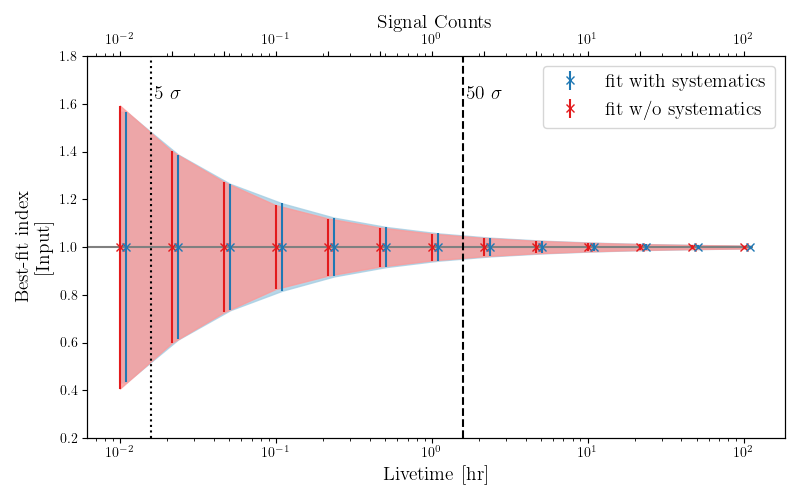 Signal Counts
10⁻² 10⁻¹ 10⁰ 10¹ 10²
1.8
1.6
1.4
1.2
1.0
0.8
0.6
0.4
0.2
Best-fit index
[Input]
5 σ
50 σ
fit with systematics
fit w/o systematics
10⁻² 10⁻¹ 10⁰ 10¹ 10²
Livetime [hr]